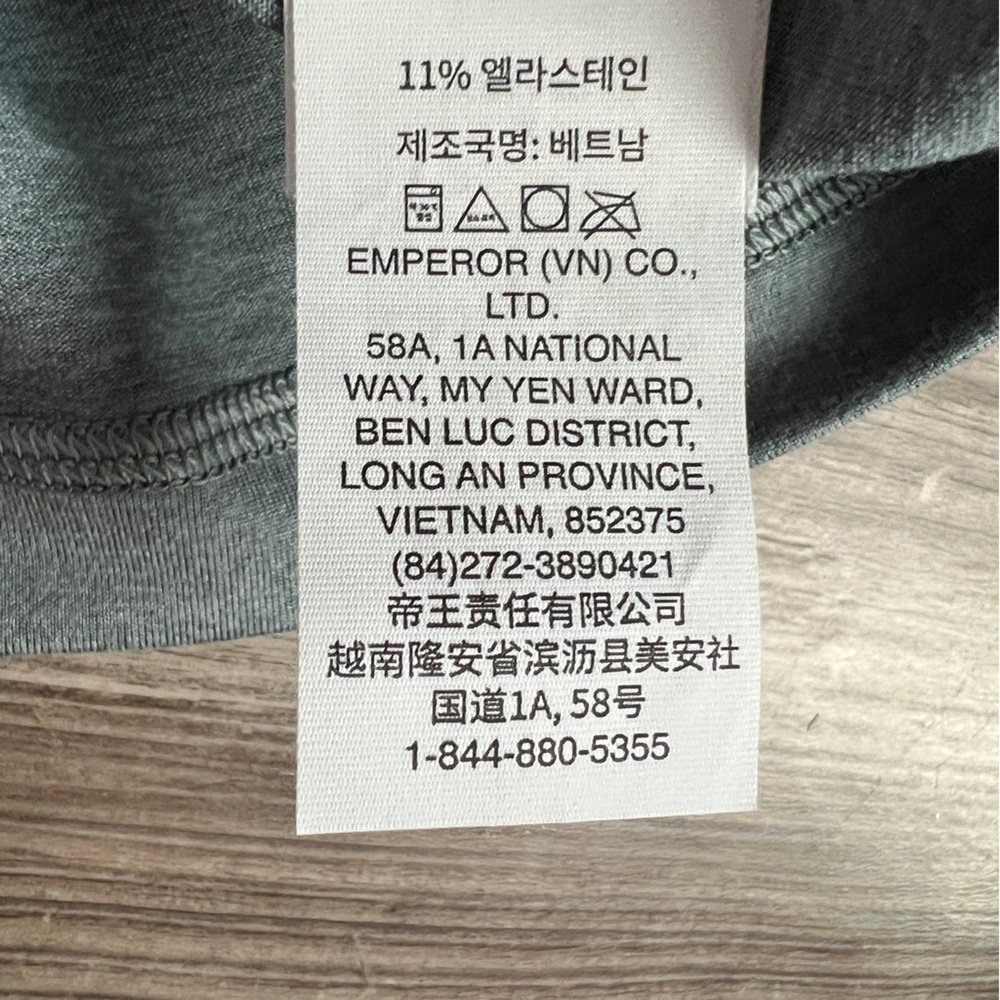 11% 엘라스테인
제조국명: 베트남
EMPEROR (VN) CO.,
LTD.
58A, 1A NATIONAL
WAY, MY YEN WARD,
BEN LUC DISTRICT,
LONG AN PROVINCE,
VIETNAM, 852375
(84)272-3890421
帝王责任有限公司
越南隆安省滨沥县美安社
国道1A, 58号
1-844-880-5355